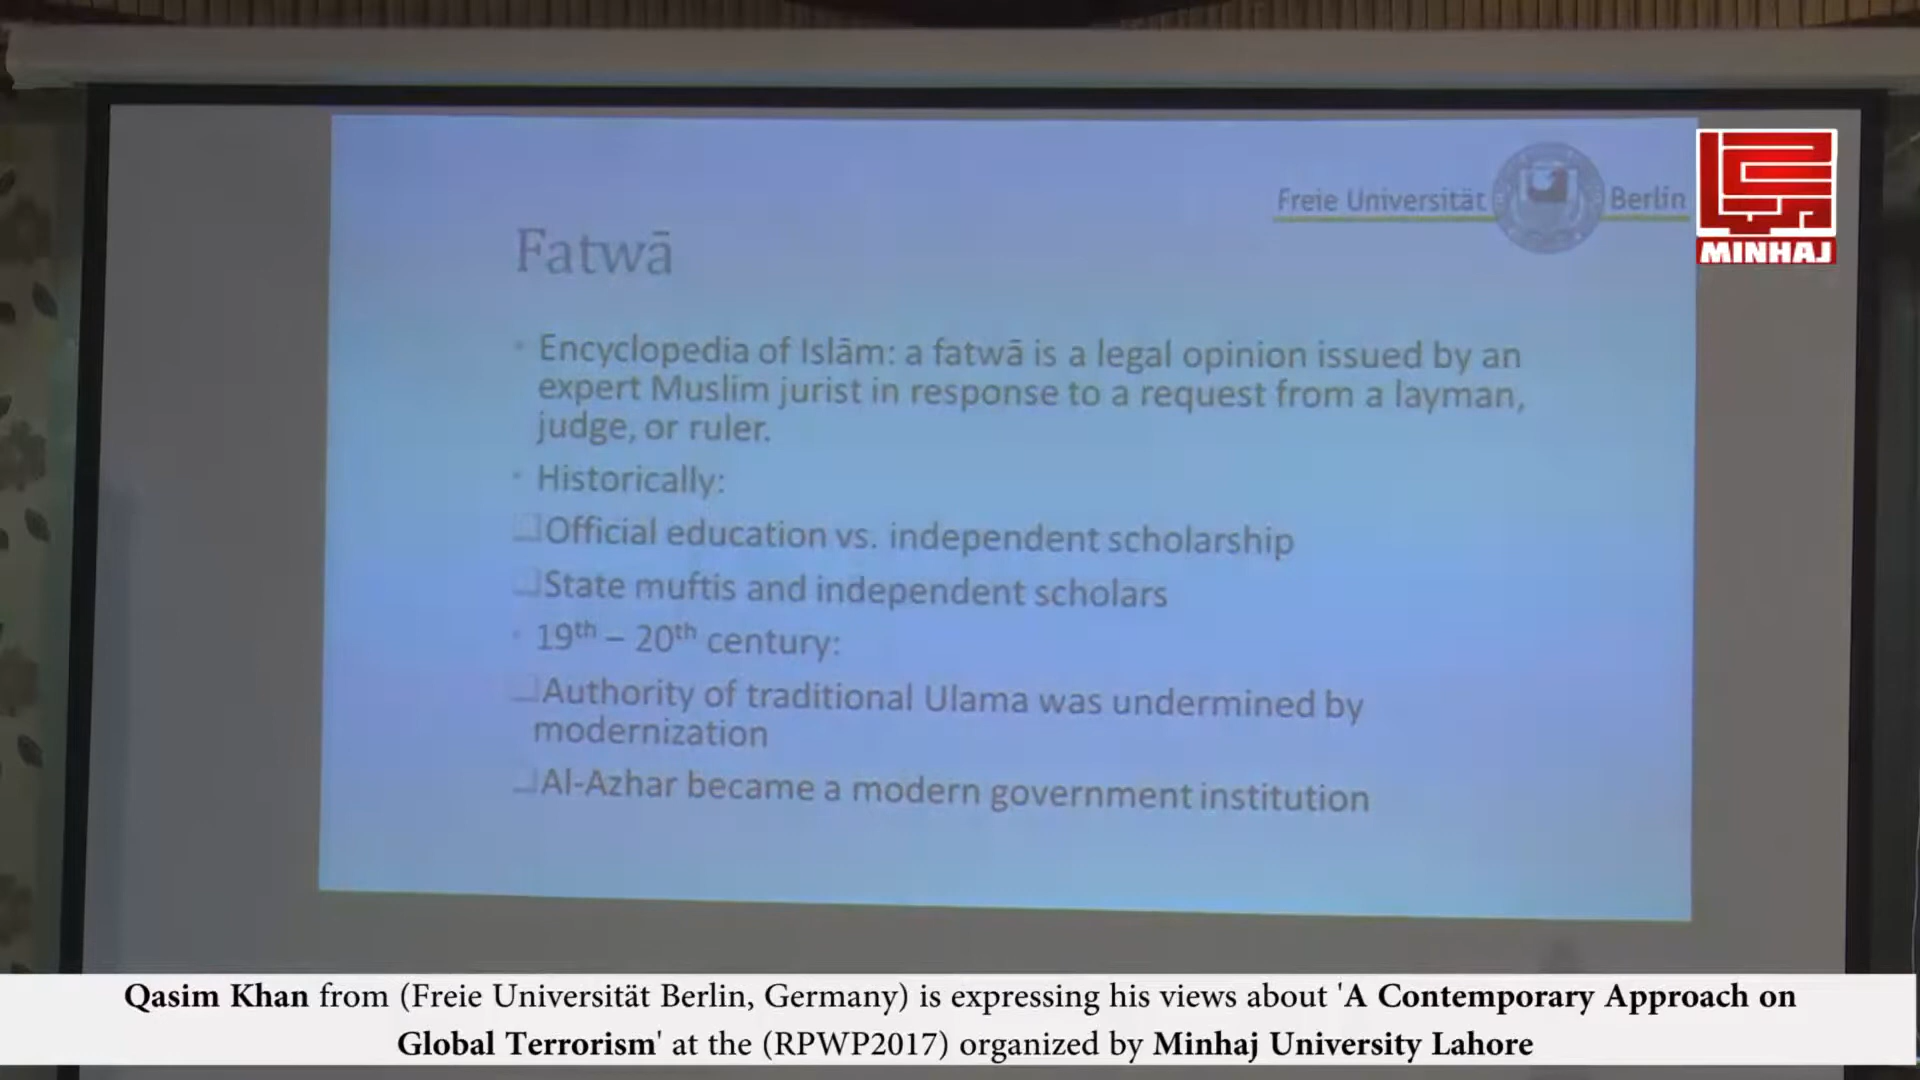 Freie Universität Berlin
MINHAJ
Fatwā
• Encyclopedia of Islām: a fatwā is a legal opinion issued by an
expert Muslim jurist in response to a request from a layman,
judge, or ruler.
• Historically:
❑Official education vs. independent scholarship
❑State muftis and independent scholars
• 19th – 20th century:
❑Authority of traditional Ulama was undermined by
modernization
❑Al-Azhar became a modern government institution
Qasim Khan from (Freie Universität Berlin, Germany) is expressing his views about 'A Contemporary Approach on
Global Terrorism' at the (RPWP2017) organized by Minhaj University Lahore